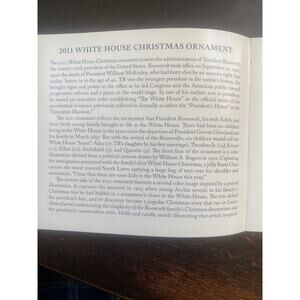 2011 WHITE HOUSE CHRISTMAS ORNAMENT
The 2011 White House Christmas ornament honors the administration of Theodore Roosevelt,
the twenty-sixth president of the United States. Roosevelt took office on September 14, 1901,
upon the death of President William McKinley, who had been shot by an assassin eight days
earlier. Sworn in at the age of 42, TR was the youngest president in the nation's history. He
brought vigor and power to the office as he led Congress and the American public toward
progressive reforms and a place on the world stage. In one of his earliest acts as president,
he issued an executive order establishing "The White House" as the official name of the
presidential residence previously referred to formally as either the "President's House" or the
"Executive Mansion."
The 2011 ornament reflects the excitement that President Roosevelt, his wife Edith, and
their lively young family brought to life at the White House. There had been no children
living in the White House in the years since the departure of President Grover Cleveland and
his family in March 1897. But with the arrival of the Roosevelts, six children would call the
White House "home": Alice (17, TR's daughter by his first marriage); Theodore Jr. (14), Kermit
(12), Ethel (10), Archibald (7), and Quentin (4). The front face of the ornament is a color
rendition derived from a political cartoon drawn by William A. Rogers in 1901. Capturing
the anticipation associated with the family's first White House Christmas, a jolly Santa Claus
crosses the snow covered North Lawn carrying a large bag of toys over his shoulder and
announces, "I hear that there are some kids in the White House this year."
The reverse side of the 2011 ornament features a second color image inspired by a period
illustration. It captures the moment in 1902 when young Archie reveals to his family a
Christmas tree he had hidden in a seamstress's closet in the White House. The tree defied
the president's ban, and its discovery became a popular Christmas story that ran in Ladies
Home Journal underscoring the simplicity of the Roosevelt family's Christmas decorations and
the president's conservation ethic. Holly and candle motifs illustrating that article inspired